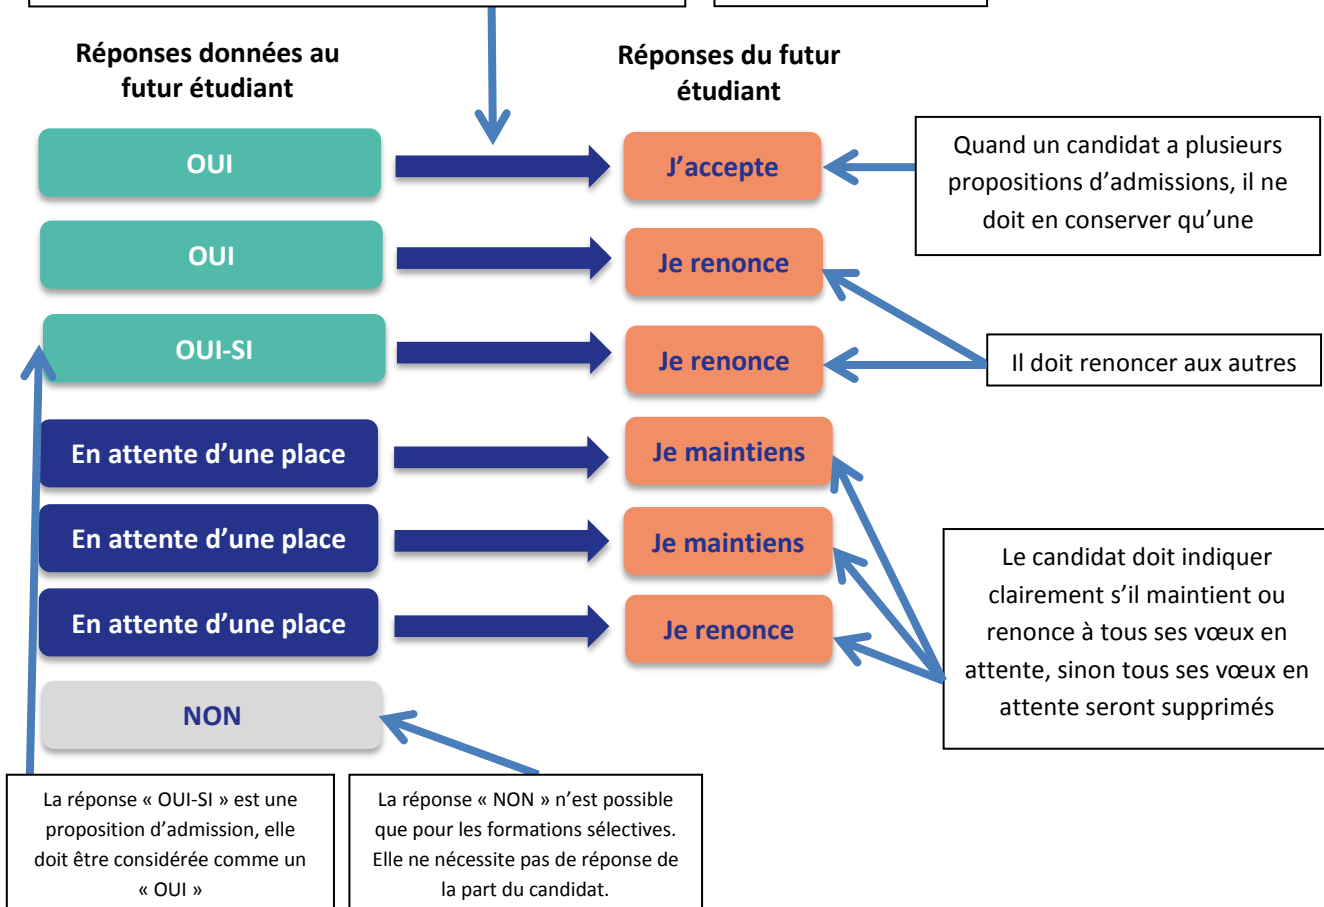 Réponses données au
futur étudiant
Réponses du futur
étudiant
OUI
J’accepte
Quand un candidat a plusieurs
propositions d’admissions, il ne
doit en conserver qu’une
OUI
Je renonce
OUI-SI
Je renonce
Il doit renoncer aux autres
En attente d’une place
Je maintiens
En attente d’une place
Je maintiens
En attente d’une place
Je renonce
Le candidat doit indiquer
clairement s’il maintient ou
renonce à tous ses vœux en
attente, sinon tous ses vœux en
attente seront supprimés
NON
La réponse « OUI-SI » est une
proposition d’admission, elle
doit être considérée comme un
« OUI »
La réponse « NON » n’est possible
que pour les formations sélectives.
Elle ne nécessite pas de réponse de
la part du candidat.